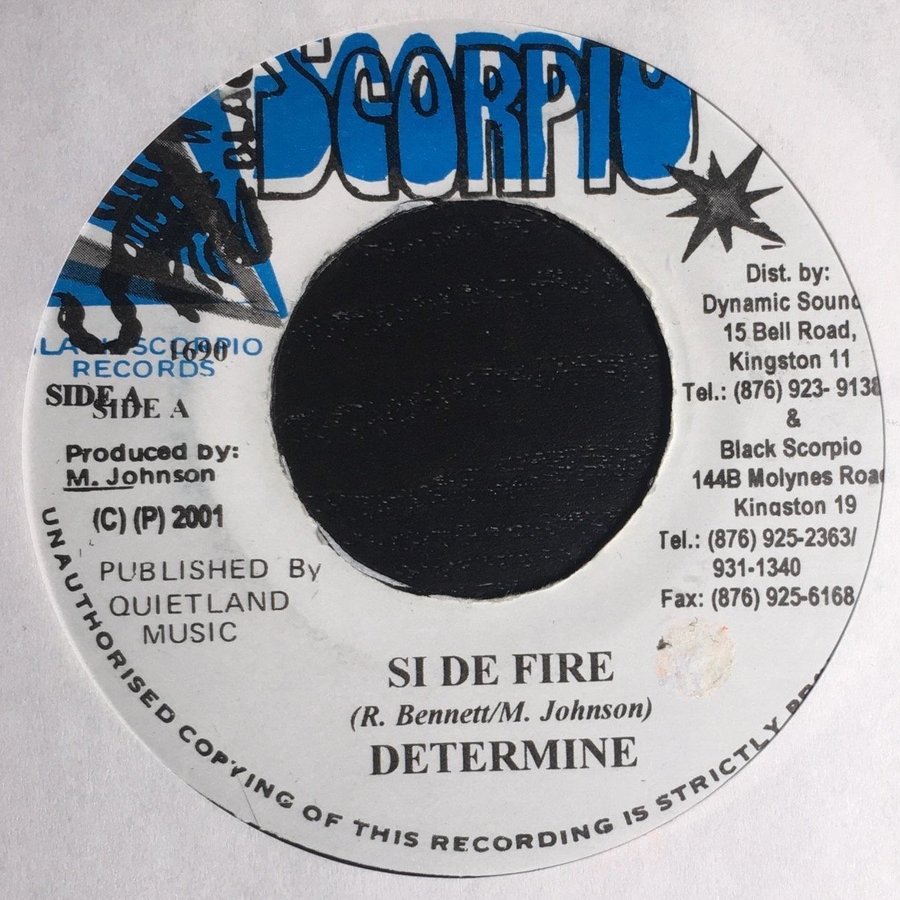 BLACK
SCORPIO
BLACK SCORPIO
RECORDS
1690
SIDE A
SIDE A
Produced by:
M. Johnson
(C) (P) 2001
PUBLISHED By
QUIETLAND
MUSIC
Dist. by:
Dynamic Sound
15 Bell Road,
Kingston 11
Tel.: (876) 923- 9138
&
Black Scorpio
144B Molynes Road
Kingston 19
Tel.: (876) 925-2363/
931-1340
Fax: (876) 925-6168
SI DE FIRE
(R. Bennett/M. Johnson)
DETERMINE
UNAUTHORISED COPYING OF THIS RECORDING IS STRICTLY